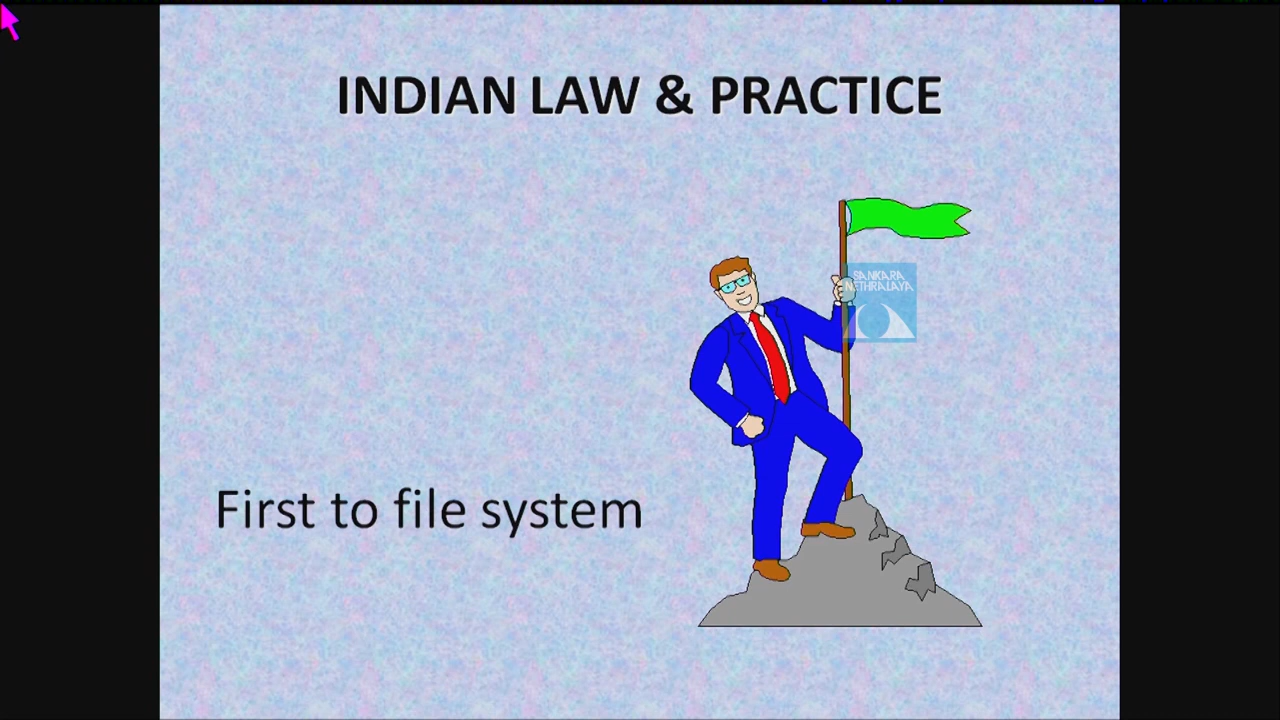 INDIAN LAW & PRACTICE
SANKARA
NETHRALAYA
First to file system